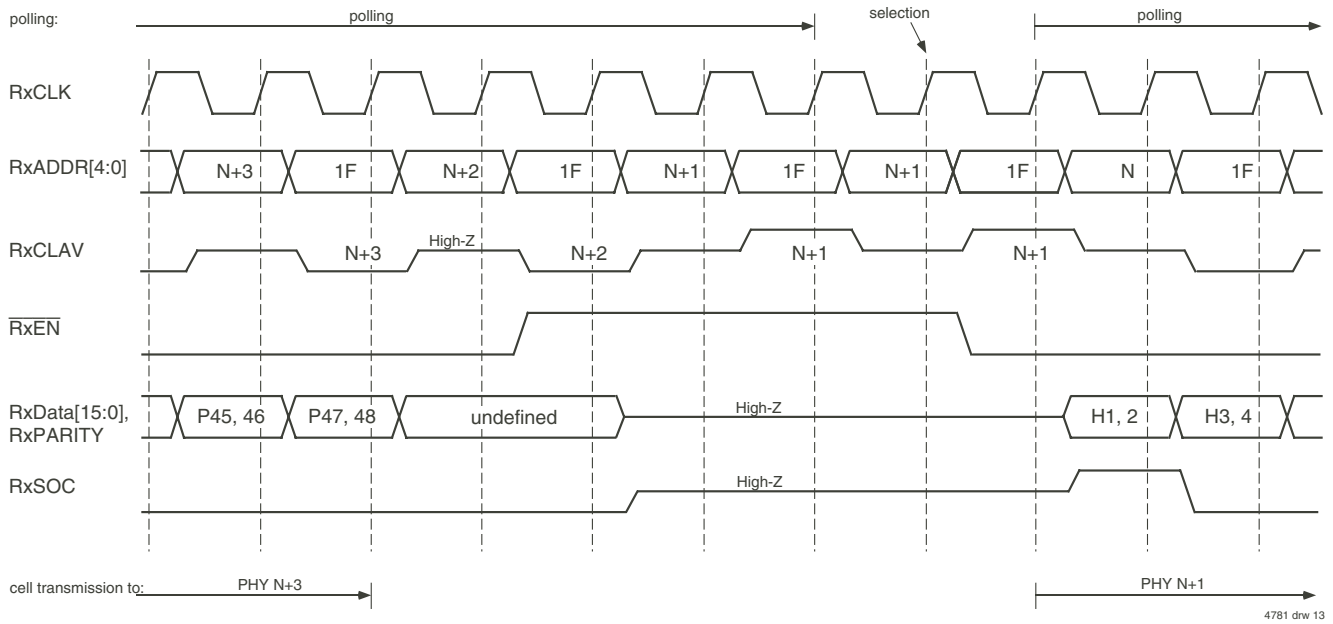 polling:
polling
selection
polling
RxCLK
RxADDR[4:0]
N+3
1F
N+2
1F
N+1
1F
N+1
1F
N
1F
RxCLAV
N+3
High-Z
N+2
N+1
N+1
RxEN
RxData[15:0],
RxPARITY
P45, 46
P47, 48
undefined
High-Z
H1, 2
H3, 4
RxSOC
High-Z
cell transmission to:
PHY N+3
PHY N+1
4781 drw 13